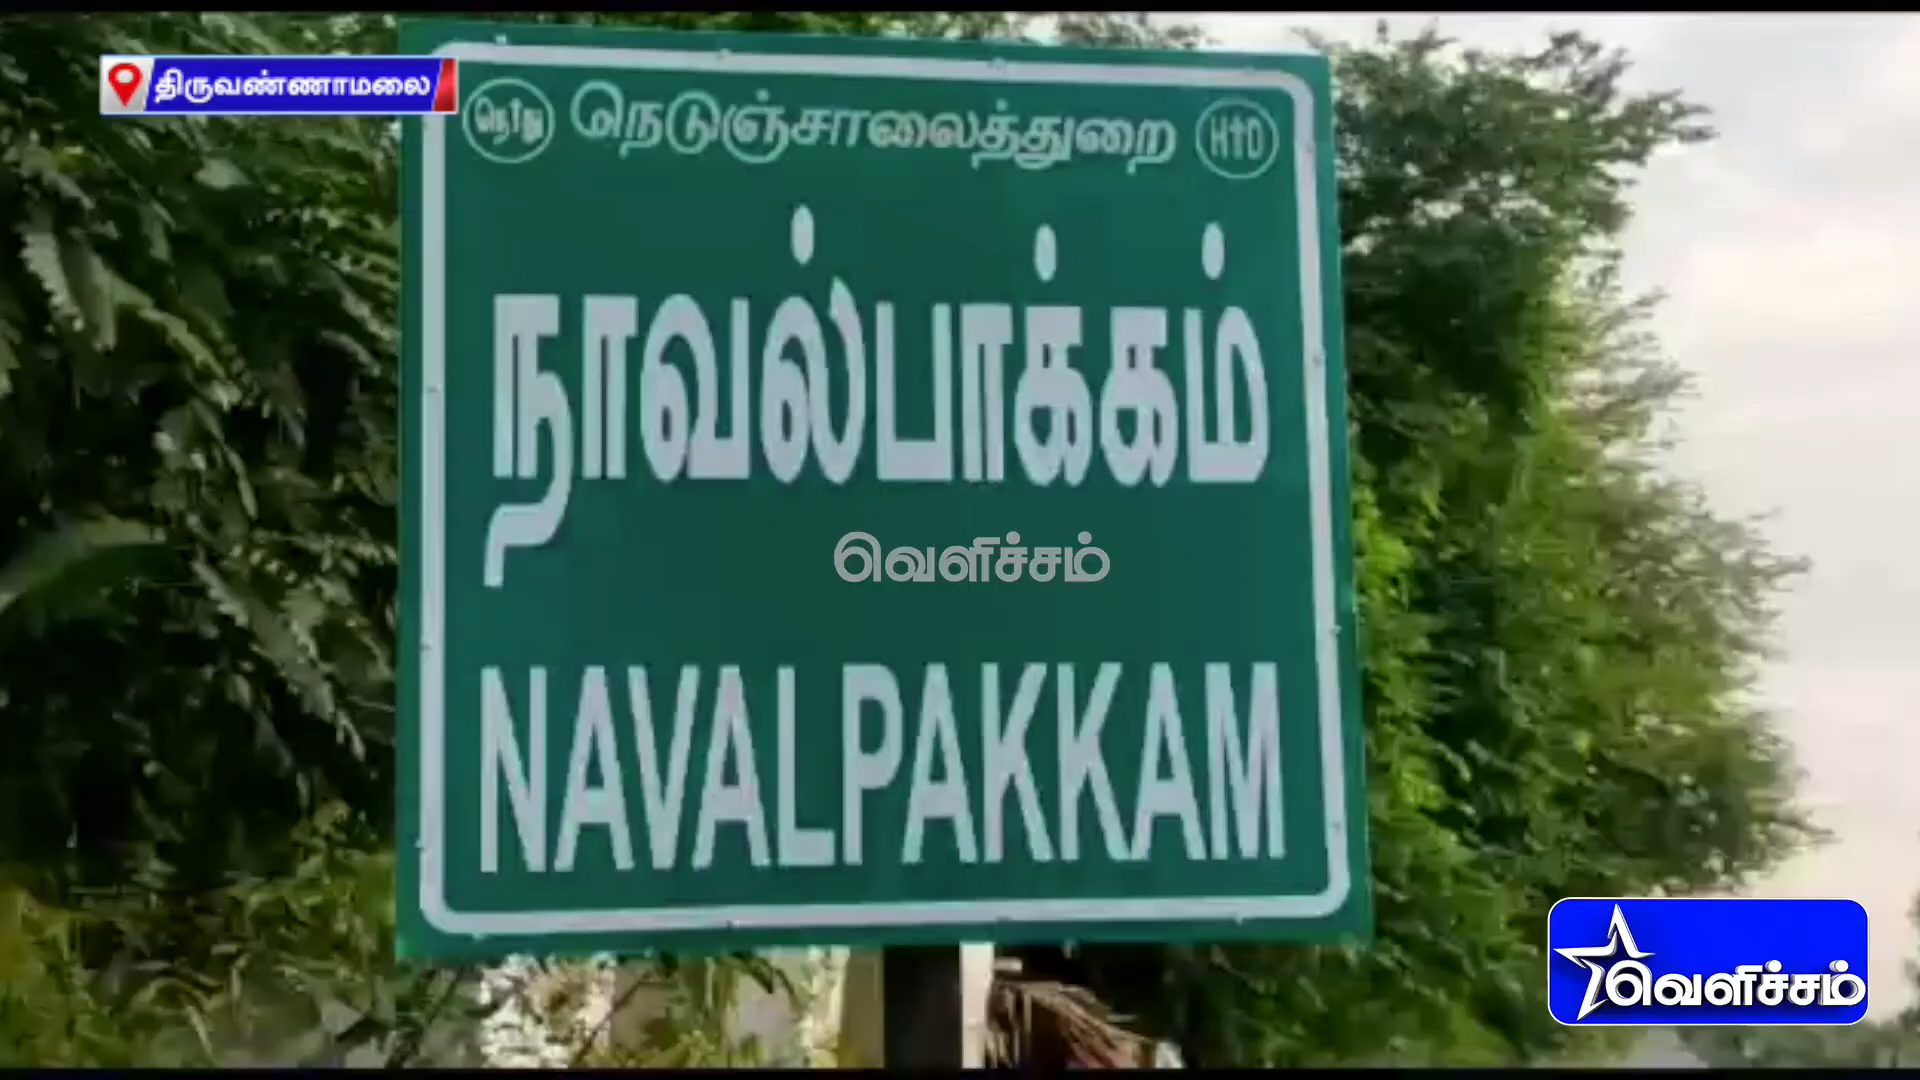 திருவண்ணாமலை
நெடுஞ்சாலைத்துறை
நாவல்பாக்கம்
வெளிச்சம்
NAVALPAKKAM
வெளிச்சம்